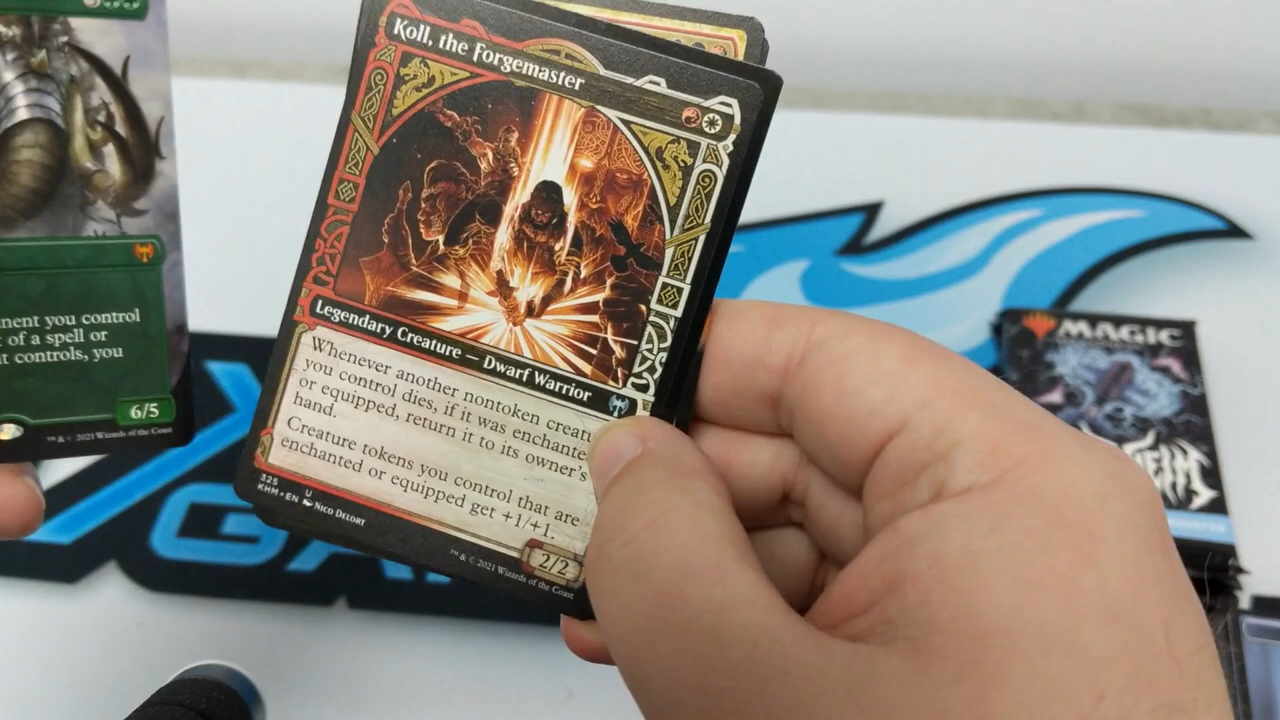 Koll, the Forgemaster
Legendary Creature — Dwarf Warrior
Whenever another nontoken
you control dies, if it was
or equipped, return it to its owner's
hand.
Creature tokens you control that are
enchanted or equipped get +1/+1.
325 U
KHM • EN NICO DELORT
2/2
™ & © 2021 Wizards of the Coast
you control
t of a spell or
t controls, you
6/5
™ & © 2021 Wizards of the Coast
MAGIC